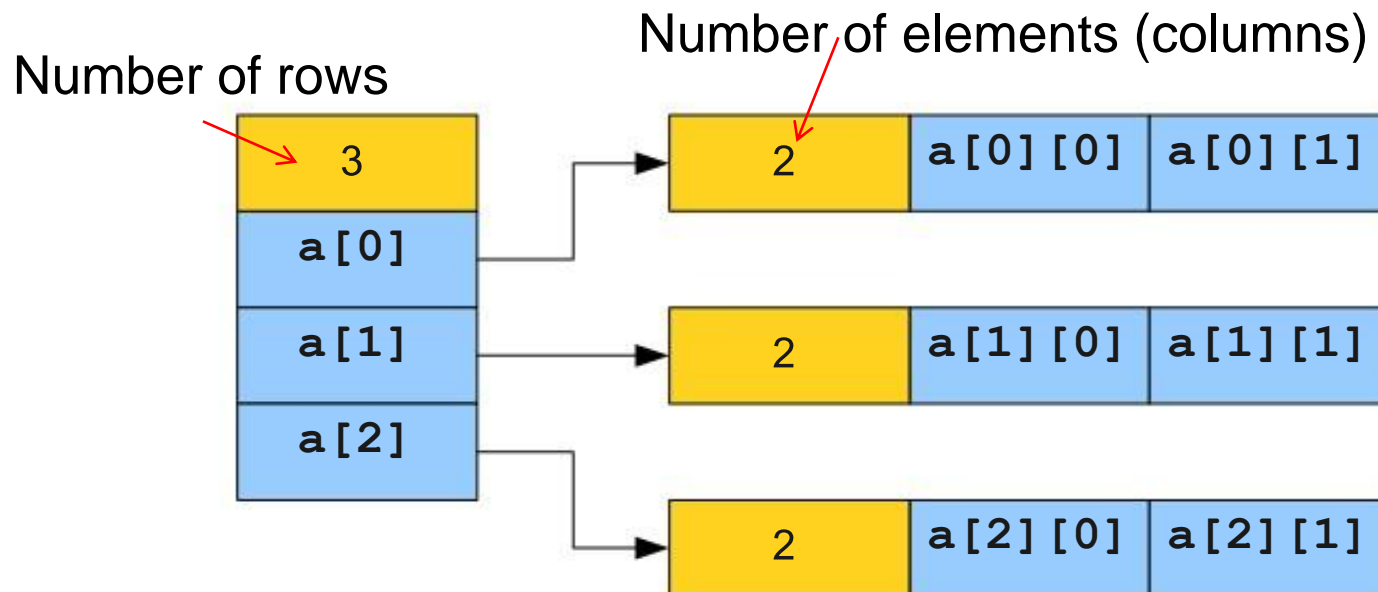 Number of elements (columns)
Number of rows
3
2 a[0][0] a[0][1]
a[0]
a[1]
2 a[1][0] a[1][1]
a[2]
2 a[2][0] a[2][1]